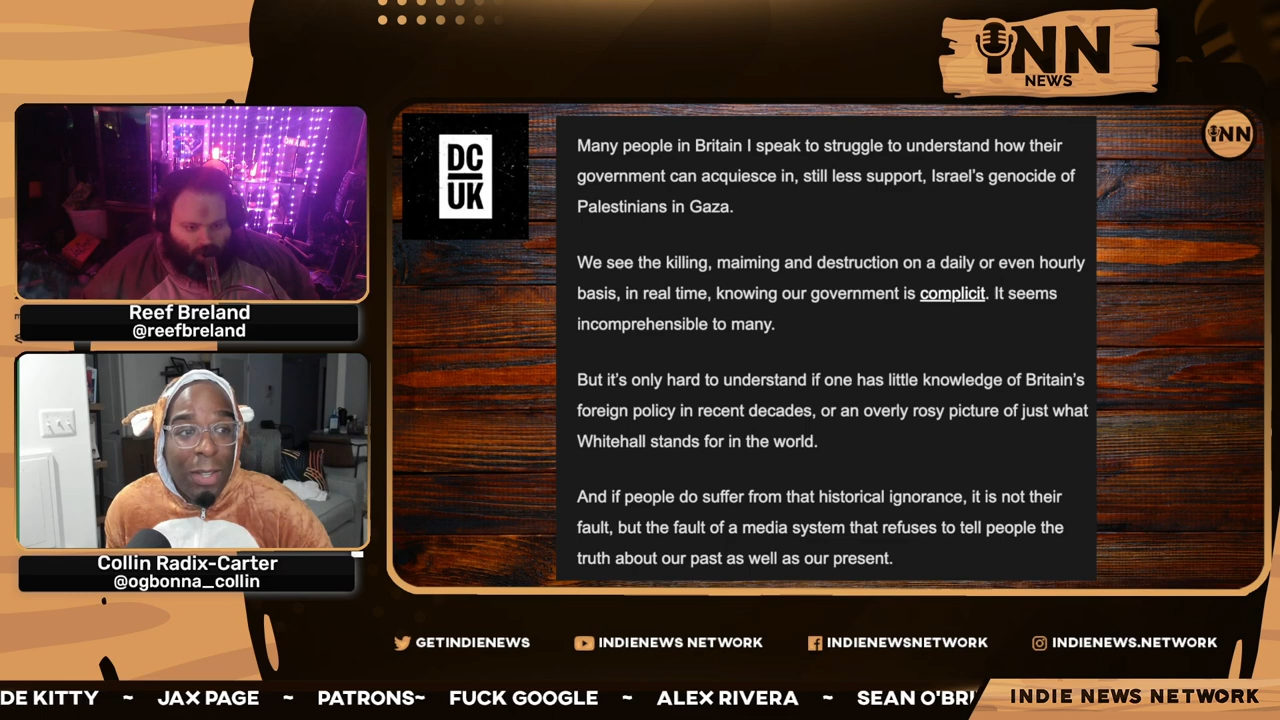 INN
NEWS
INN
DC
UK
Many people in Britain I speak to struggle to understand how their
government can acquiesce in, still less support, Israel's genocide of
Palestinians in Gaza.
We see the killing, maiming and destruction on a daily or even hourly
basis, in real time, knowing our government is complicit. It seems
incomprehensible to many.
But it's only hard to understand if one has little knowledge of Britain's
foreign policy in recent decades, or an overly rosy picture of just what
Whitehall stands for in the world.
And if people do suffer from that historical ignorance, it is not their
fault, but the fault of a media system that refuses to tell people the
truth about our past as well as our present.
Reef Breland
@reefbreland
Collin Radix-Carter
@ogbonna_collin
GETINDIENEWS INDIENEWS NETWORK INDIENEWSNETWORK INDIENEWS.NETWORK
DE KITTY ~ JAX PAGE ~ PATRONS~ FUCK GOOGLE ~ ALEX RIVERA ~ SEAN O'BRI
INDIE NEWS NETWORK